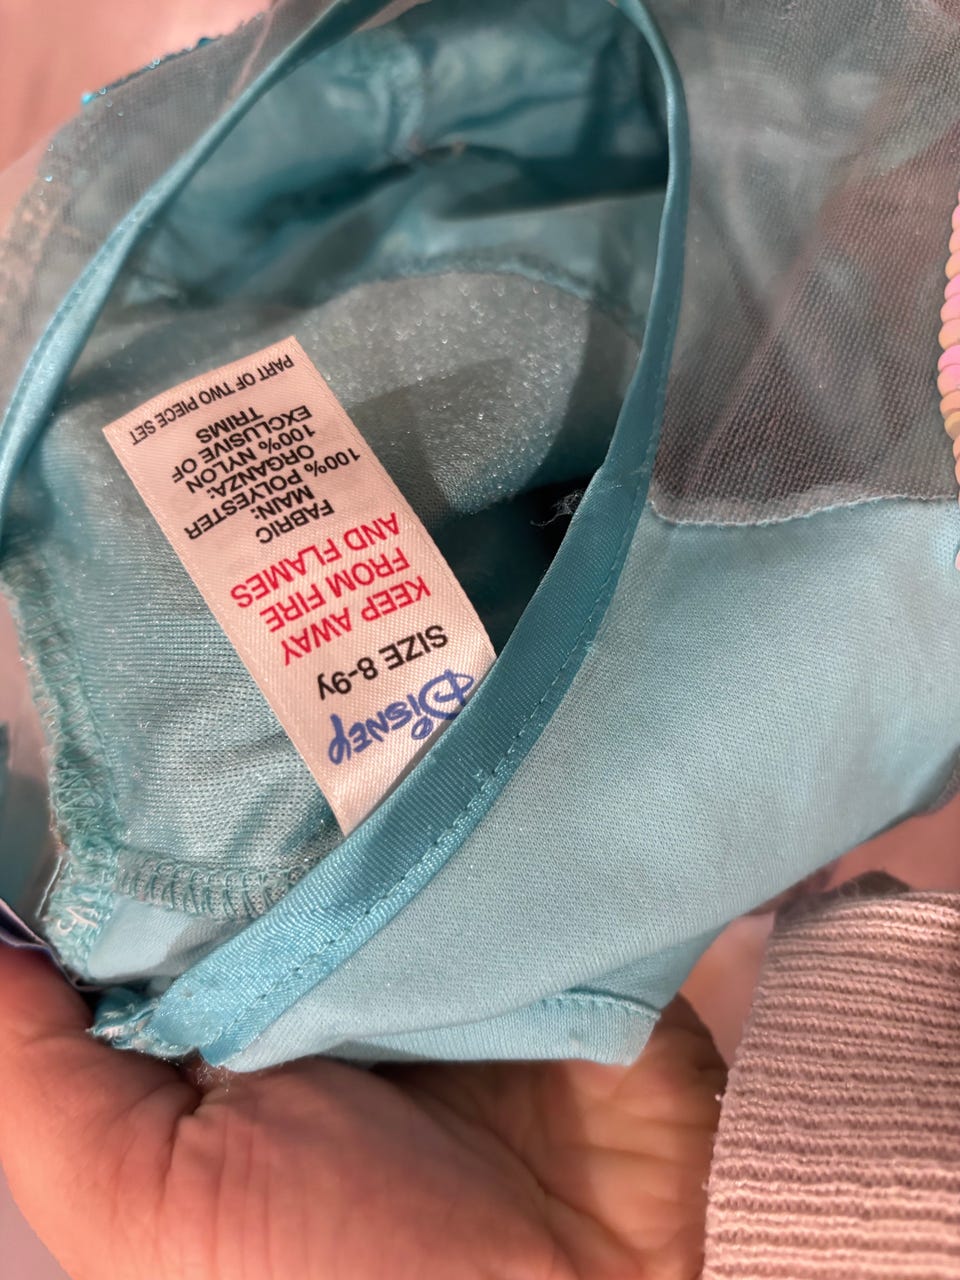 DISNEY
SIZE 8-9y
KEEP AWAY
FROM FIRE
AND FLAMES
FABRIC
MAIN:
100% POLYESTER
ORGANZA:
100% NYLON
EXCLUSIVE OF
TRIMS
PART OF TWO PIECE SET